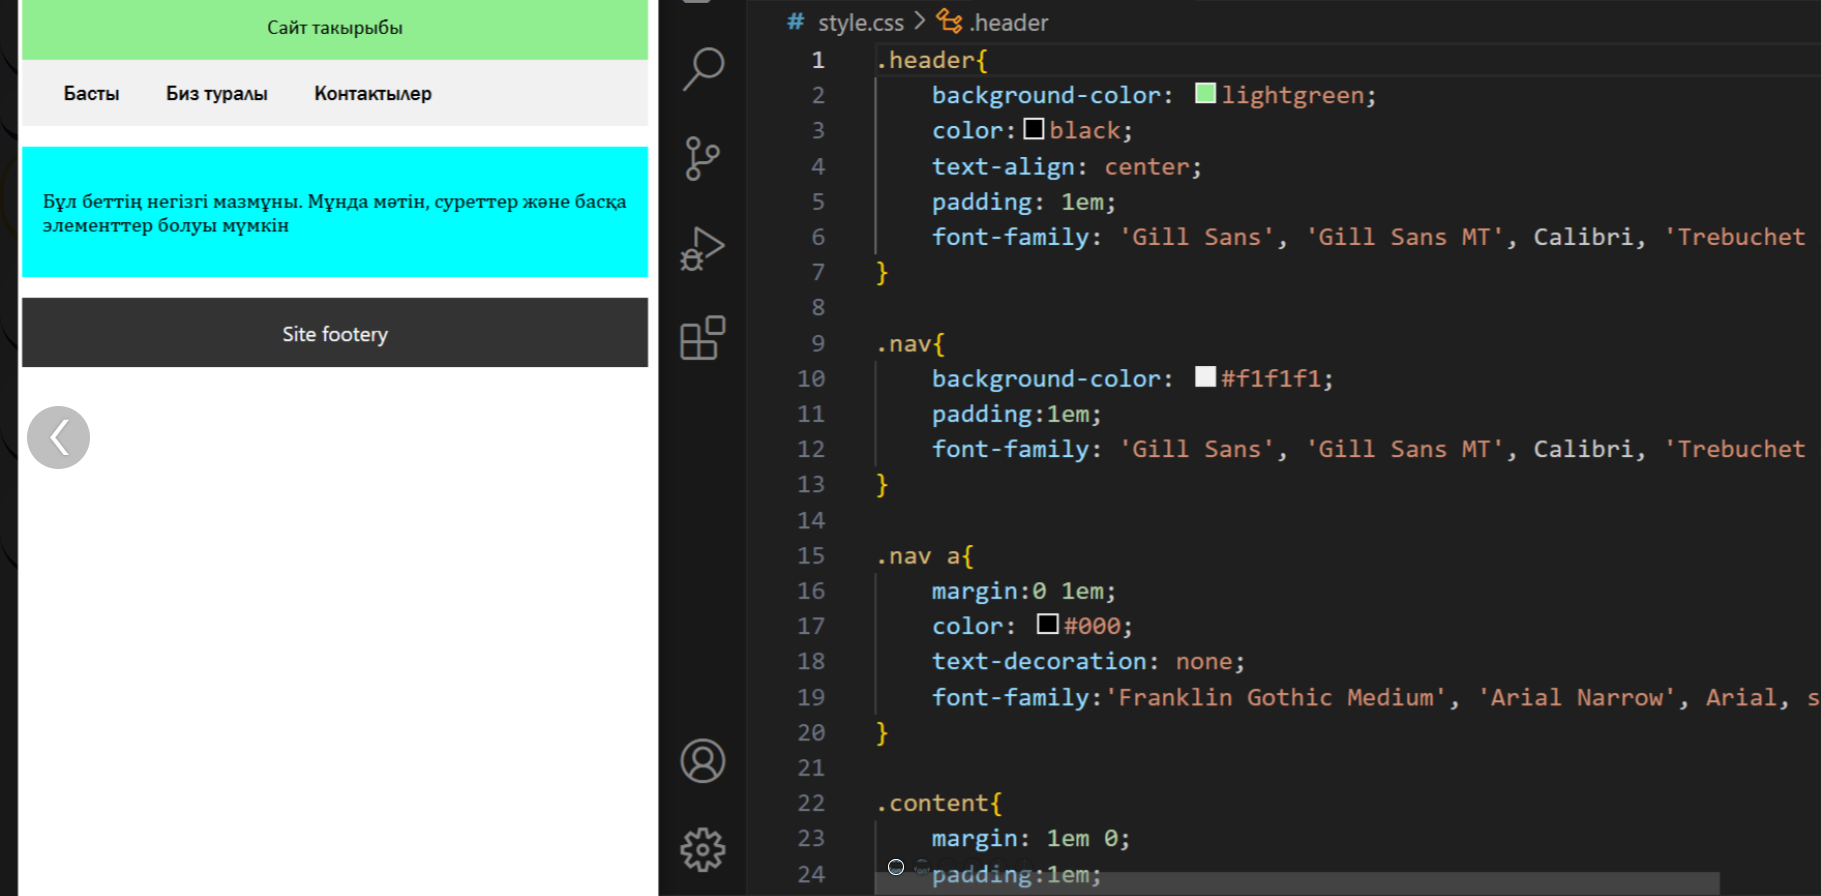 Сайт такырыбы
Басты Биз туралы Контактылер
Бұл беттің негізгі мазмұны. Мұнда мәтін, суреттер және басқа
элементтер болуы мүмкін
Site footery
# style.css > .header
1 .header{
2 background-color: lightgreen;
3 color: black;
4 text-align: center;
5 padding: 1em;
6 font-family: 'Gill Sans', 'Gill Sans MT', Calibri, 'Trebuchet
7 }
8
9 .nav{
10 background-color: #f1f1f1;
11 padding:1em;
12 font-family: 'Gill Sans', 'Gill Sans MT', Calibri, 'Trebuchet
13 }
14
15 .nav a{
16 margin:0 1em;
17 color: #000;
18 text-decoration: none;
19 font-family:'Franklin Gothic Medium', 'Arial Narrow', Arial, s
20 }
21
22 .content{
23 margin: 1em 0;
24 padding:1em;